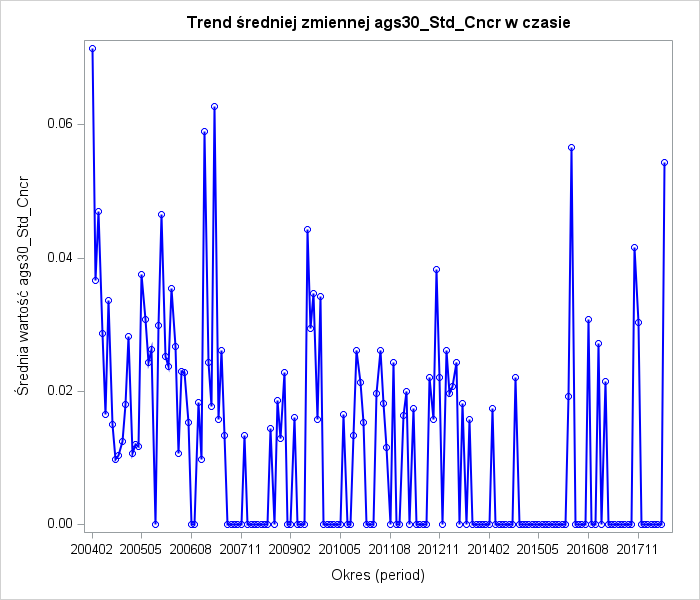 Trend średniej zmiennej ags30_Std_Cncr w czasie
Średnia wartość ags30_Std_Cncr
0.06
0.04
0.02
0.00
200402 200505 200608 200711 200902 201005 201108 201211 201402 201505 201608 201711
Okres (period)